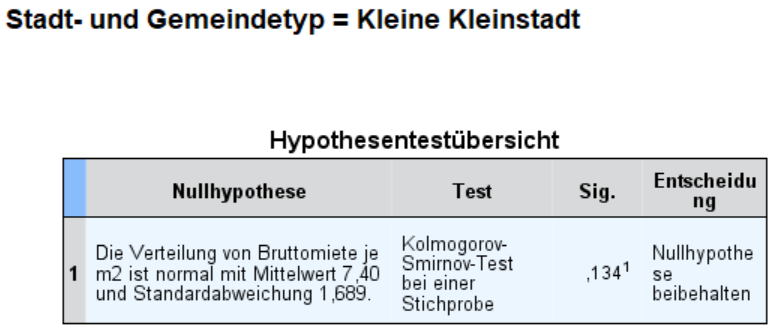 Stadt- und Gemeindetyp = Kleine Kleinstadt
Hypothesentestübersicht
Nullhypothese Test Sig. Entscheidu
ng
1 Die Verteilung von Bruttomiete je
m2 ist normal mit Mittelwert 7,40
und Standardabweichung 1,689.
Kolmogorov-
Smirnov-Test
bei einer
Stichprobe
,134¹
Nullhypothe
se
beibehalten